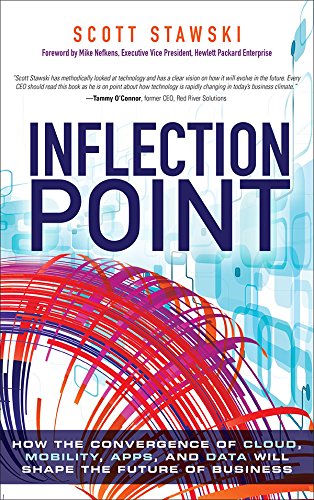 SCOTT STAWSKI
Foreword by Mike Nefkens, Executive Vice President, Hewlett Packard Enterprise
"Scott Stawski has methodically looked at technology and has a clear vision on how it will evolve in the future. Every
CEO should read this book as he is on point about how technology is rapidly changing in today's business climate."
—Tammy O'Connor, former CEO, Red River Solutions
INFLECTION
POINT
HOW THE CONVERGENCE OF CLOUD,
MOBILITY, APPS, AND DATA WILL
SHAPE THE FUTURE OF BUSINESS